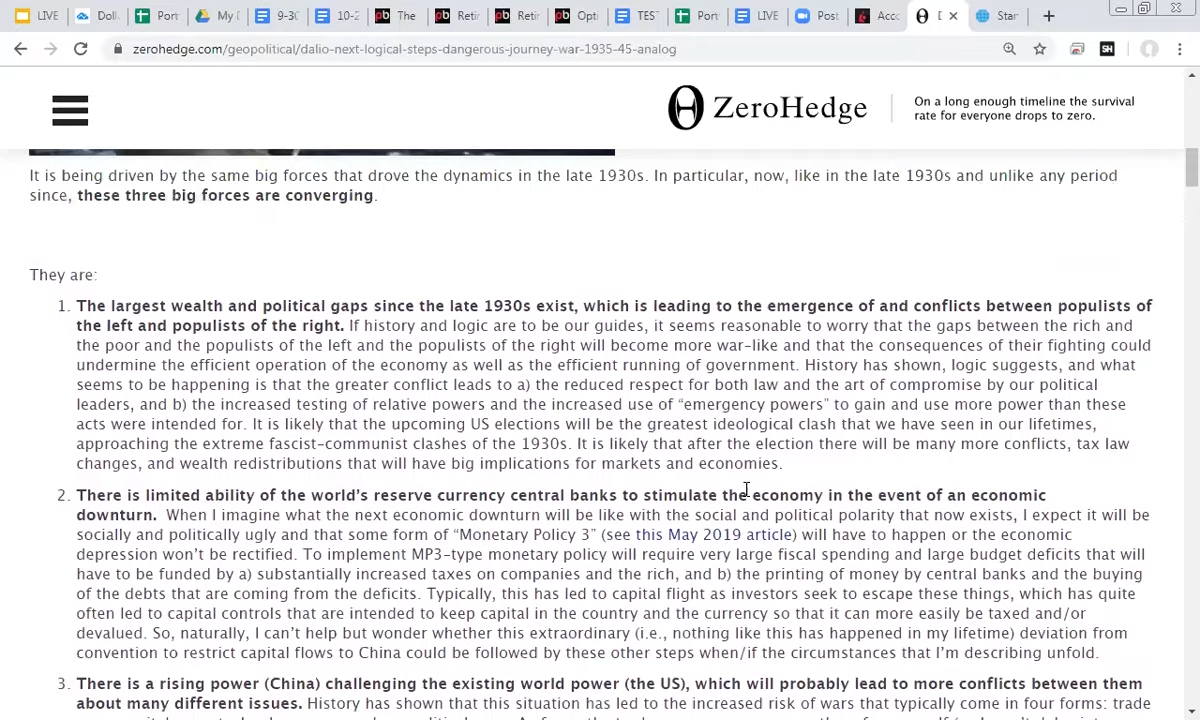 LIVE
Doll
Port
My D
9-30
10-2
The
Retir
Retir
Opti
TES
Port
LIVE
Post
Acco
D
Star
zerohedge.com/geopolitical/dalio-next-logical-steps-dangerous-journey-war-1935-45-analog
SH
ZeroHedge
On a long enough timeline the survival
rate for everyone drops to zero.
It is being driven by the same big forces that drove the dynamics in the late 1930s. In particular, now, like in the late 1930s and unlike any period
since, these three big forces are converging.
They are:
1. The largest wealth and political gaps since the late 1930s exist, which is leading to the emergence of and conflicts between populists of
the left and populists of the right. If history and logic are to be our guides, it seems reasonable to worry that the gaps between the rich and
the poor and the populists of the left and the populists of the right will become more war-like and that the consequences of their fighting could
undermine the efficient operation of the economy as well as the efficient running of government. History has shown, logic suggests, and what
seems to be happening is that the greater conflict leads to a) the reduced respect for both law and the art of compromise by our political
leaders, and b) the increased testing of relative powers and the increased use of “emergency powers” to gain and use more power than these
acts were intended for. It is likely that the upcoming US elections will be the greatest ideological clash that we have seen in our lifetimes,
approaching the extreme fascist-communist clashes of the 1930s. It is likely that after the election there will be many more conflicts, tax law
changes, and wealth redistributions that will have big implications for markets and economies.
2. There is limited ability of the world’s reserve currency central banks to stimulate the economy in the event of an economic
downturn. When I imagine what the next economic downturn will be like with the social and political polarity that now exists, I expect it will be
socially and politically ugly and that some form of “Monetary Policy 3” (see this May 2019 article) will have to happen or the economic
depression won’t be rectified. To implement MP3-type monetary policy will require very large fiscal spending and large budget deficits that will
have to be funded by a) substantially increased taxes on companies and the rich, and b) the printing of money by central banks and the buying
of the debts that are coming from the deficits. Typically, this has led to capital flight as investors seek to escape these things, which has quite
often led to capital controls that are intended to keep capital in the country and the currency so that it can more easily be taxed and/or
devalued. So, naturally, I can’t help but wonder whether this extraordinary (i.e., nothing like this has happened in my lifetime) deviation from
convention to restrict capital flows to China could be followed by these other steps when/if the circumstances that I’m describing unfold.
3. There is a rising power (China) challenging the existing world power (the US), which will probably lead to more conflicts between them
about many different issues. History has shown that this situation has led to the increased risk of wars that typically come in four forms: trade